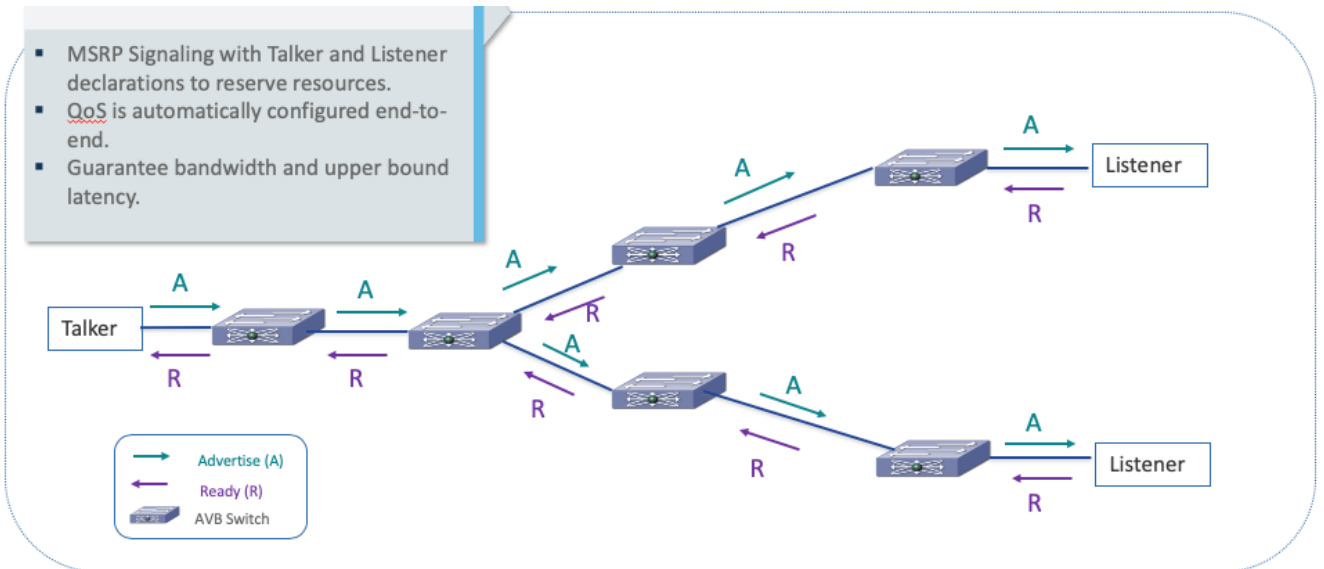 ▪ MSRP Signaling with Talker and Listener
declarations to reserve resources.
▪ QoS is automatically configured end-to-
end.
▪ Guarantee bandwidth and upper bound
latency.
A
A
Listener
R
A
R
A
A
A
R
Talker
A
R
R
R
A
R
A
Listener
R
R
Advertise (A)
Ready (R)
AVB Switch